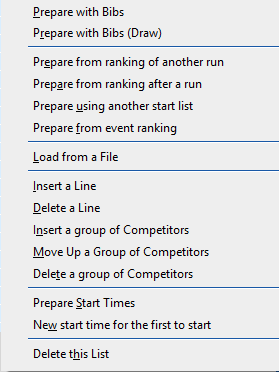 Prepare with Bibs
Prepare with Bibs (Draw)
Prepare from ranking of another run
Prepare from ranking after a run
Prepare using another start list
Prepare from event ranking
Load from a File
Insert a Line
Delete a Line
Insert a group of Competitors
Move Up a Group of Competitors
Delete a group of Competitors
Prepare Start Times
New start time for the first to start
Delete this List